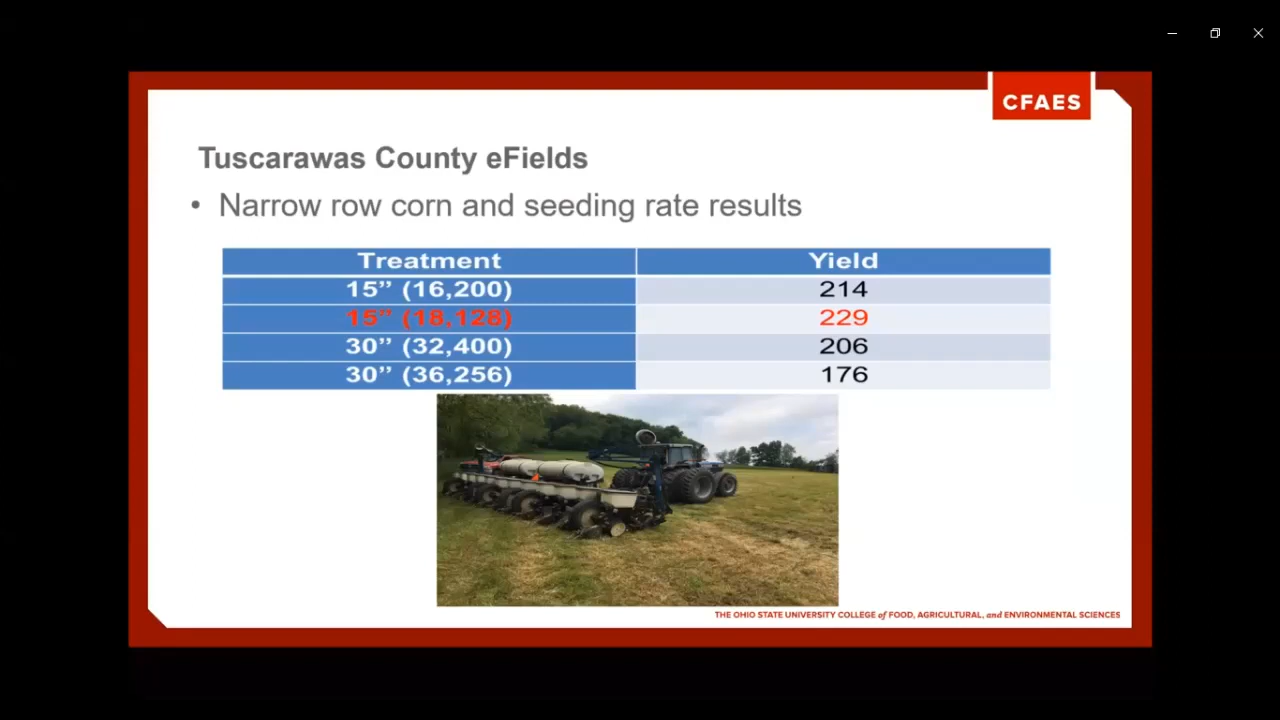 CFAES
Tuscarawas County eFields
• Narrow row corn and seeding rate results
Treatment Yield
15” (16,200) 214
15” (18,128) 229
30” (32,400) 206
30” (36,256) 176
THE OHIO STATE UNIVERSITY COLLEGE of FOOD, AGRICULTURAL, and ENVIRONMENTAL SCIENCES